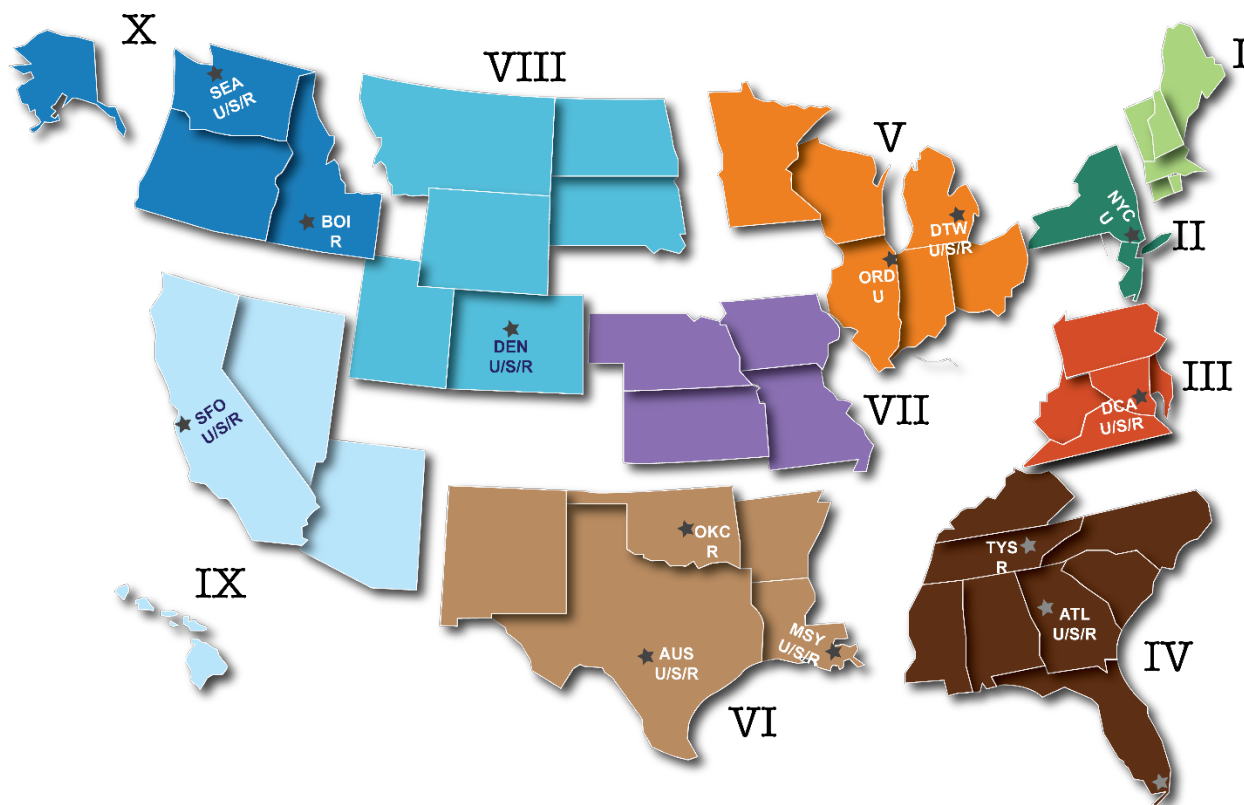 X
VIII
I
V
II
III
VII
IX
VI
IV
SEA
U/S/R
BOI
R
DEN
U/S/R
SFO
U/S/R
DTW
U/S/R
ORD
U
NYC
U
DCA
U/S/R
OKC
R
AUS
U/S/R
MSY
U/S/R
TYS
R
ATL
U/S/R